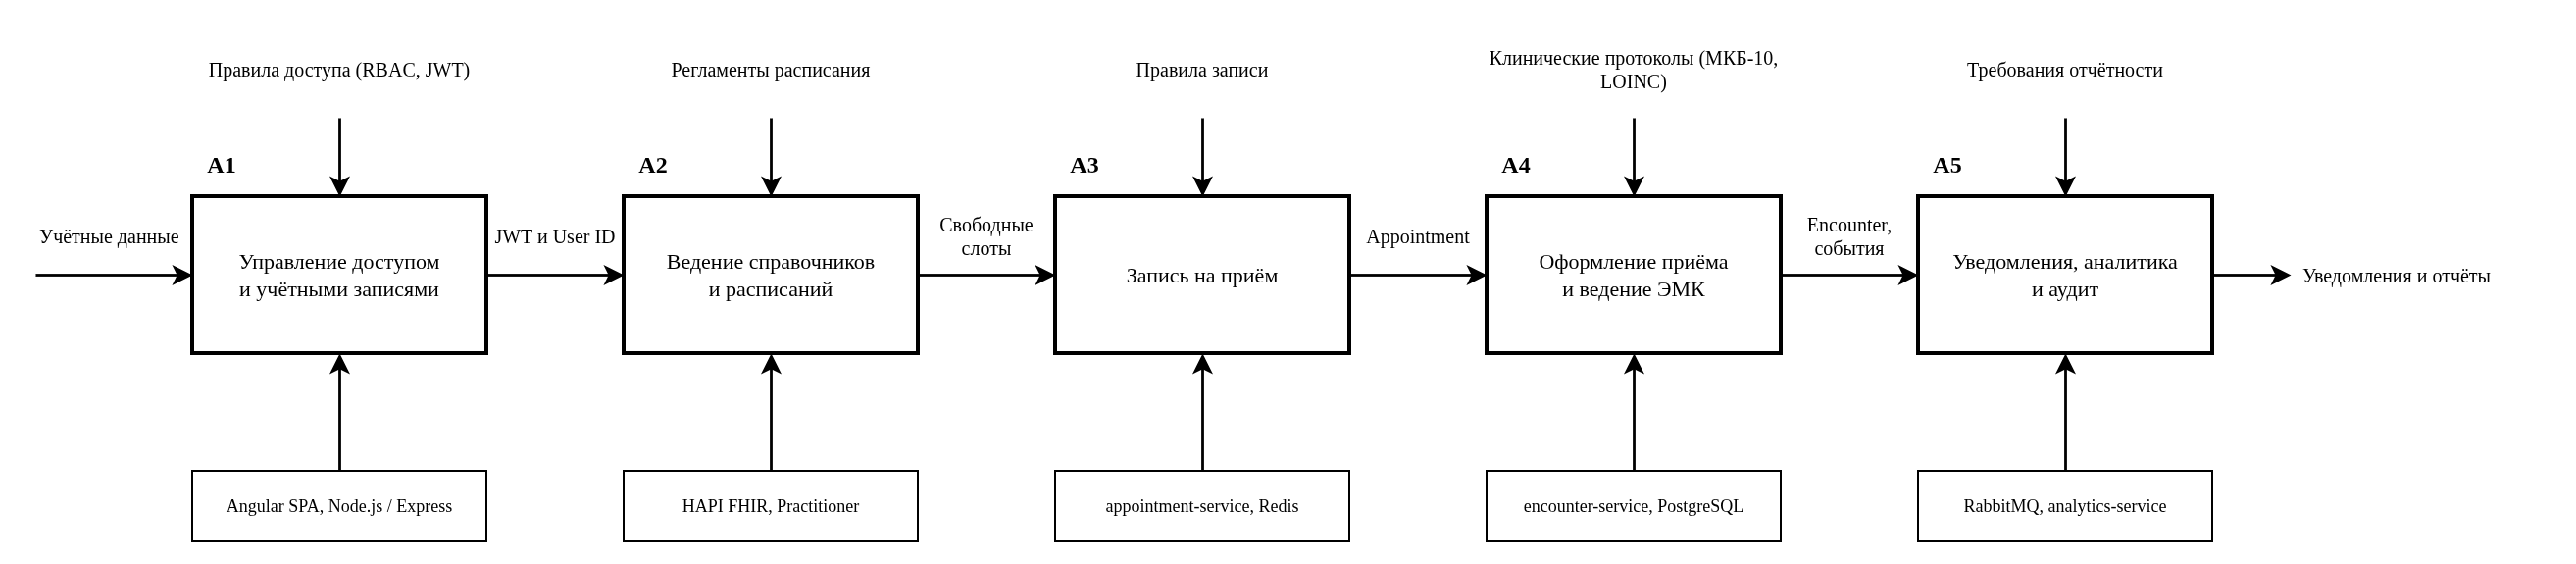 Правила доступа (RBAC, JWT)
Регламенты расписания
Правила записи
Клинические протоколы (МКБ-10,
LOINC)
Требования отчётности
A1
A2
A3
A4
A5
Учётные данные
Управление доступом
и учётными записями
JWT и User ID
Ведение справочников
и расписаний
Свободные
слоты
Запись на приём
Appointment
Оформление приёма
и ведение ЭМК
Encounter,
события
Уведомления, аналитика
и аудит
Уведомления и отчёты
Angular SPA, Node.js / Express
HAPI FHIR, Practitioner
appointment-service, Redis
encounter-service, PostgreSQL
RabbitMQ, analytics-service